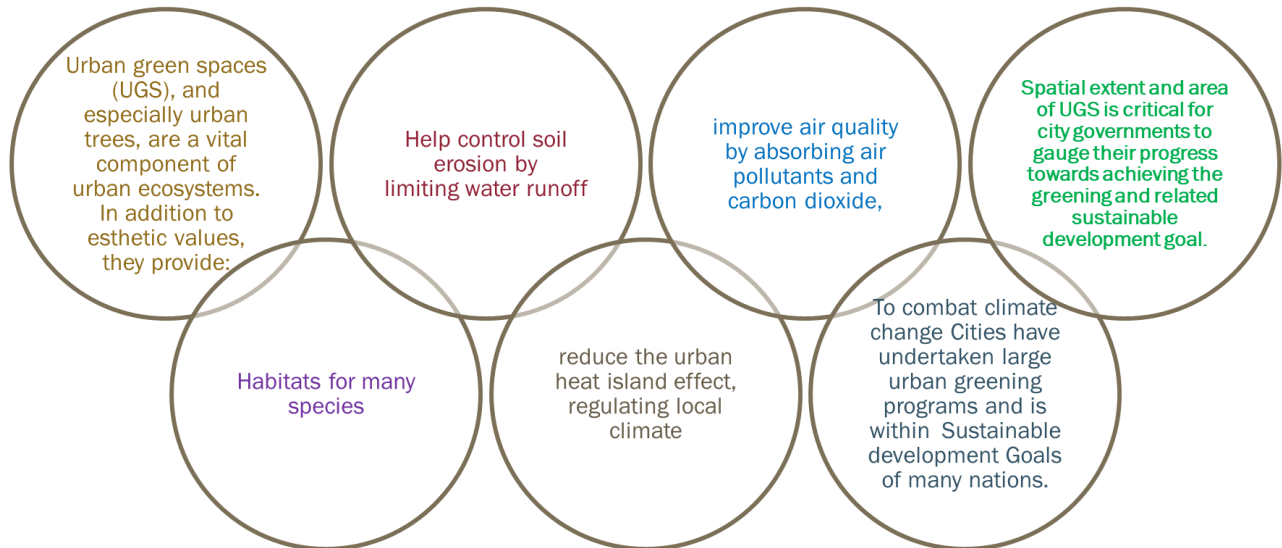 Urban green spaces
(UGS), and
especially urban
trees, are a vital
component of
urban ecosystems.
In addition to
esthetic values,
they provide:
Habitats for many
species
Help control soil
erosion by
limiting water runoff
reduce the urban
heat island effect,
regulating local
climate
improve air quality
by absorbing air
pollutants and
carbon dioxide,
To combat climate
change Cities have
undertaken large
urban greening
programs and is
within Sustainable
development Goals
of many nations.
Spatial extent and area
of UGS is critical for
city governments to
gauge their progress
towards achieving the
greening and related
sustainable
development goal.